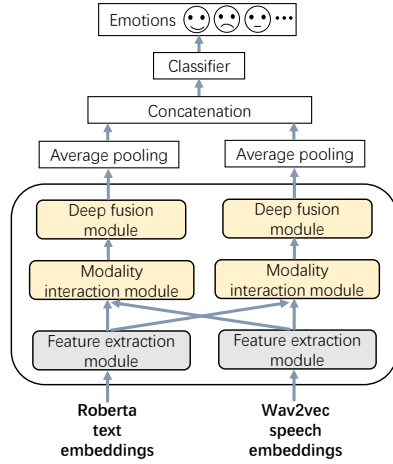 Emotions ...
Classifier
Concatenation
Average pooling
Average pooling
Deep fusion
module
Deep fusion
module
Modality
interaction module
Modality
interaction module
Feature extraction
module
Feature extraction
module
Roberta
text
embeddings
Wav2vec
speech
embeddings